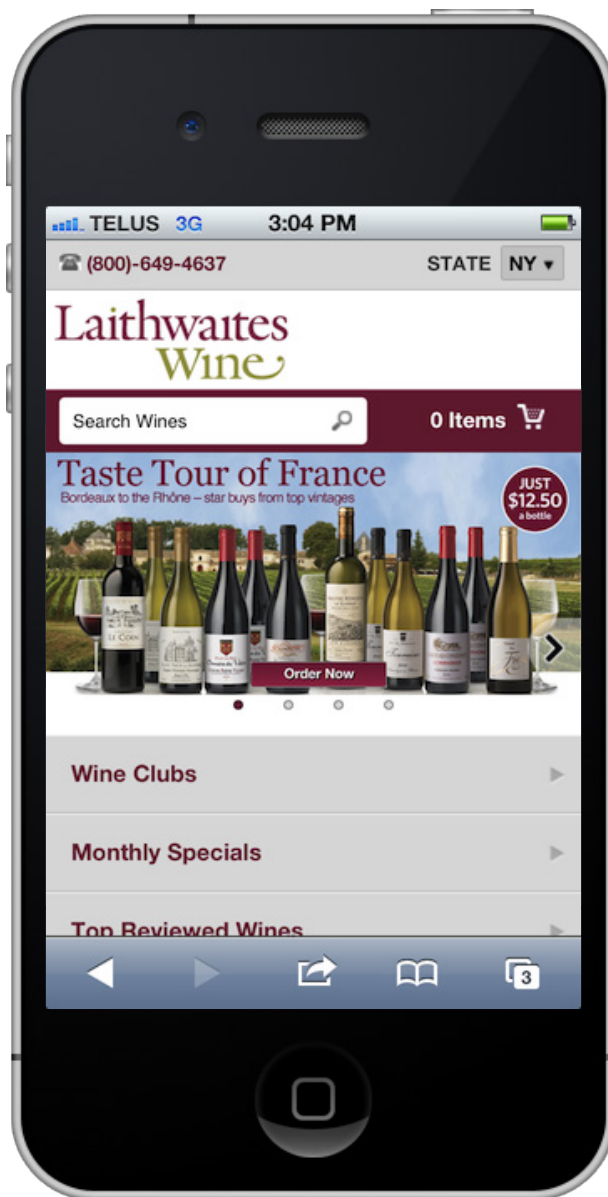 TELUS 3G 3:04 PM
(800)-649-4637 STATE NY
Laithwaites
Wine
Search Wines 0 Items
Taste Tour of France
Bordeaux to the Rhône – star buys from top vintages
JUST
$12.50
a bottle
LE COIN
Order Now
Wine Clubs
Monthly Specials
Top Reviewed Wines
3